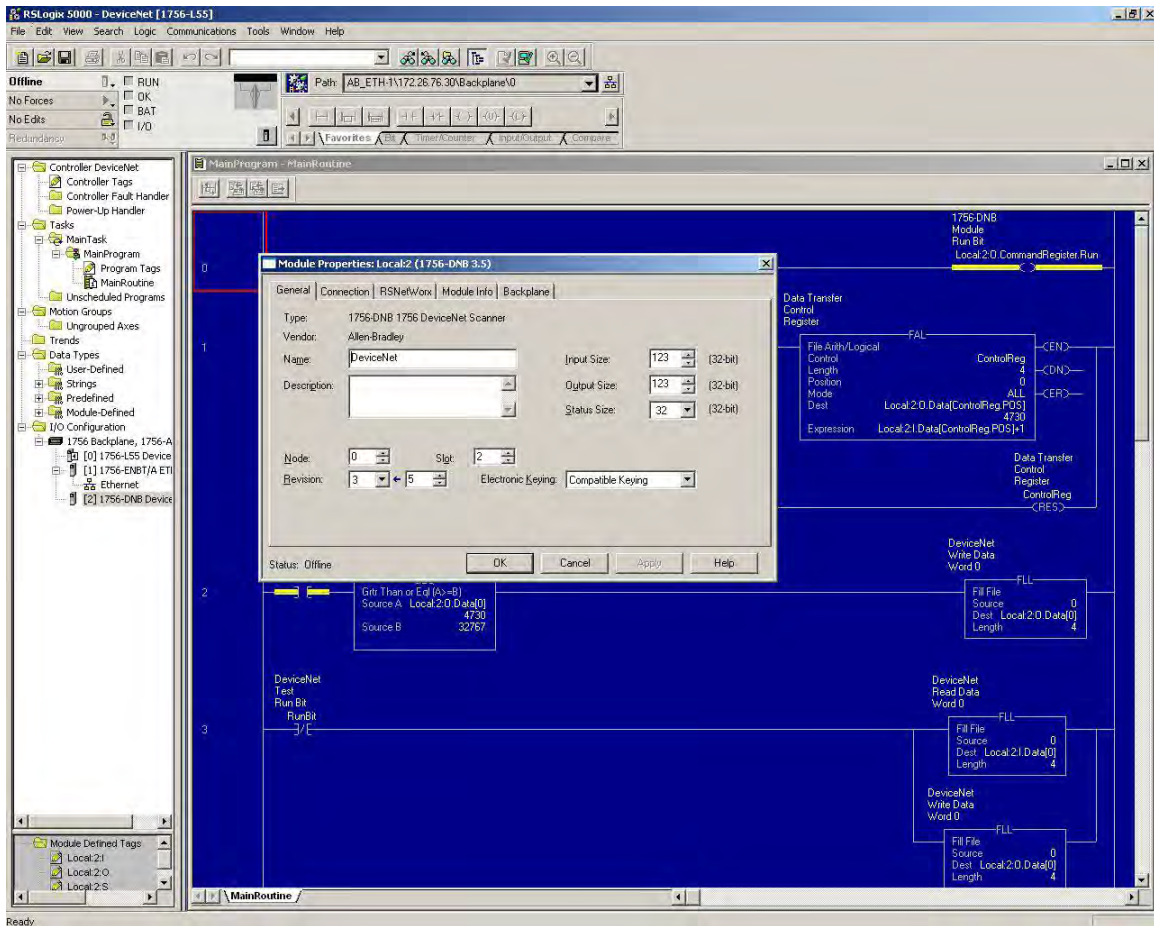 RSLogix 5000 - DeviceNet [1756-L55]
File Edit View Search Logic Communications Tools Window Help
Offline
RUN
No Forces
OK
No Edits
BAT
Redundancy
I/O
Path: AB_ETH-1\172.26.76.30\Backplane\0
Favorites Bit Timer/Counter Input/Output Compare
Controller DeviceNet
Controller Tags
Controller Fault Handler
Power-Up Handler
Tasks
MainTask
MainProgram
Program Tags
MainRoutine
Unscheduled Programs
Motion Groups
Ungrouped Axes
Trends
Data Types
User-Defined
Strings
Predefined
Module-Defined
I/O Configuration
1756 Backplane, 1756-A
[0] 1756-L55 Device
[1] 1756-ENBT/A ETI
Ethernet
[2] 1756-DNB Device
Module Defined Tags
Local:2:I
Local:2:O
Local:2:S
MainProgram - MainRoutine
0
1756-DNB
Module
Run Bit
Local:2:O.CommandRegister.Run
Module Properties: Local:2 (1756-DNB 3.5)
General Connection RSNetWorx Module Info Backplane
Type: 1756-DNB 1756 DeviceNet Scanner
Vendor: Allen-Bradley
Name: DeviceNet
Input Size: 123 (32-bit)
Description:
Output Size: 123 (32-bit)
Status Size: 32 (32-bit)
Node: 0 Slot: 2
Revision: 3 5 Electronic Keying: Compatible Keying
Status: Offline
OK Cancel Apply Help
1
Data Transfer
Control
Register
FAL
File Arith/Logical
Control ControlReg
Length 4
Position 0
Mode ALL
Dest Local:2:O.Data[ControlReg.POS]
4730
Expression Local:2:I.Data[ControlReg.POS]+1
EN
DN
ER
Data Transfer
Control
Register
ControlReg
RES
2
Grtr Than or Eql (A>=B)
Source A Local:2:O.Data[0]
4730
Source B 32767
DeviceNet
Write Data
Word 0
FLL
Fill File
Source 0
Dest Local:2:O.Data[0]
Length 4
3
DeviceNet
Test
Run Bit
RunBit
DeviceNet
Read Data
Word 0
FLL
Fill File
Source 0
Dest Local:2:I.Data[0]
Length 4
DeviceNet
Write Data
Word 0
FLL
Fill File
Source 0
Dest Local:2:O.Data[0]
Length 4
MainRoutine
Ready